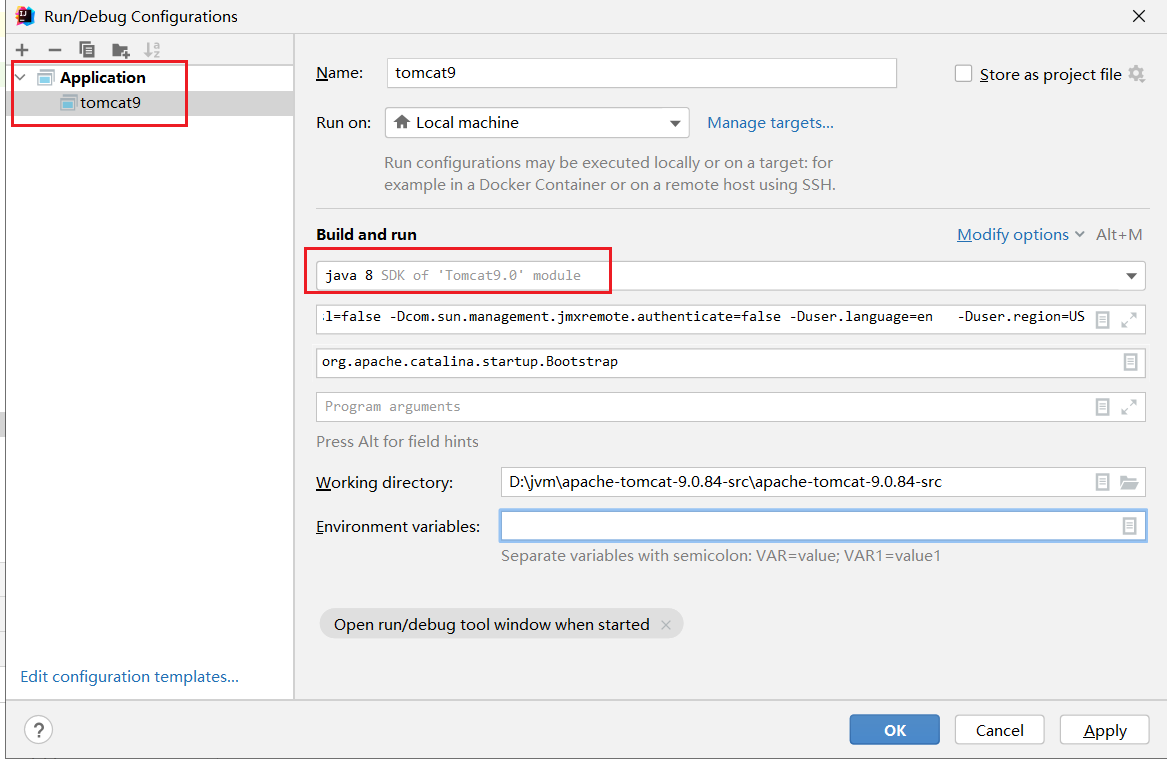 Run/Debug Configurations
Application
tomcat9
Name: tomcat9 Store as project file
Run on: Local machine Manage targets...
Run configurations may be executed locally or on a target: for
example in a Docker Container or on a remote host using SSH.
Build and run Modify options Alt+M
java 8 SDK of 'Tomcat9.0' module
l=false -Dcom.sun.management.jmxremote.authenticate=false -Duser.language=en -Duser.region=US
org.apache.catalina.startup.Bootstrap
Program arguments
Press Alt for field hints
Working directory: D:\jvm\apache-tomcat-9.0.84-src\apache-tomcat-9.0.84-src
Environment variables:
Separate variables with semicolon: VAR=value; VAR1=value1
Open run/debug tool window when started ×
Edit configuration templates...
? OK Cancel Apply